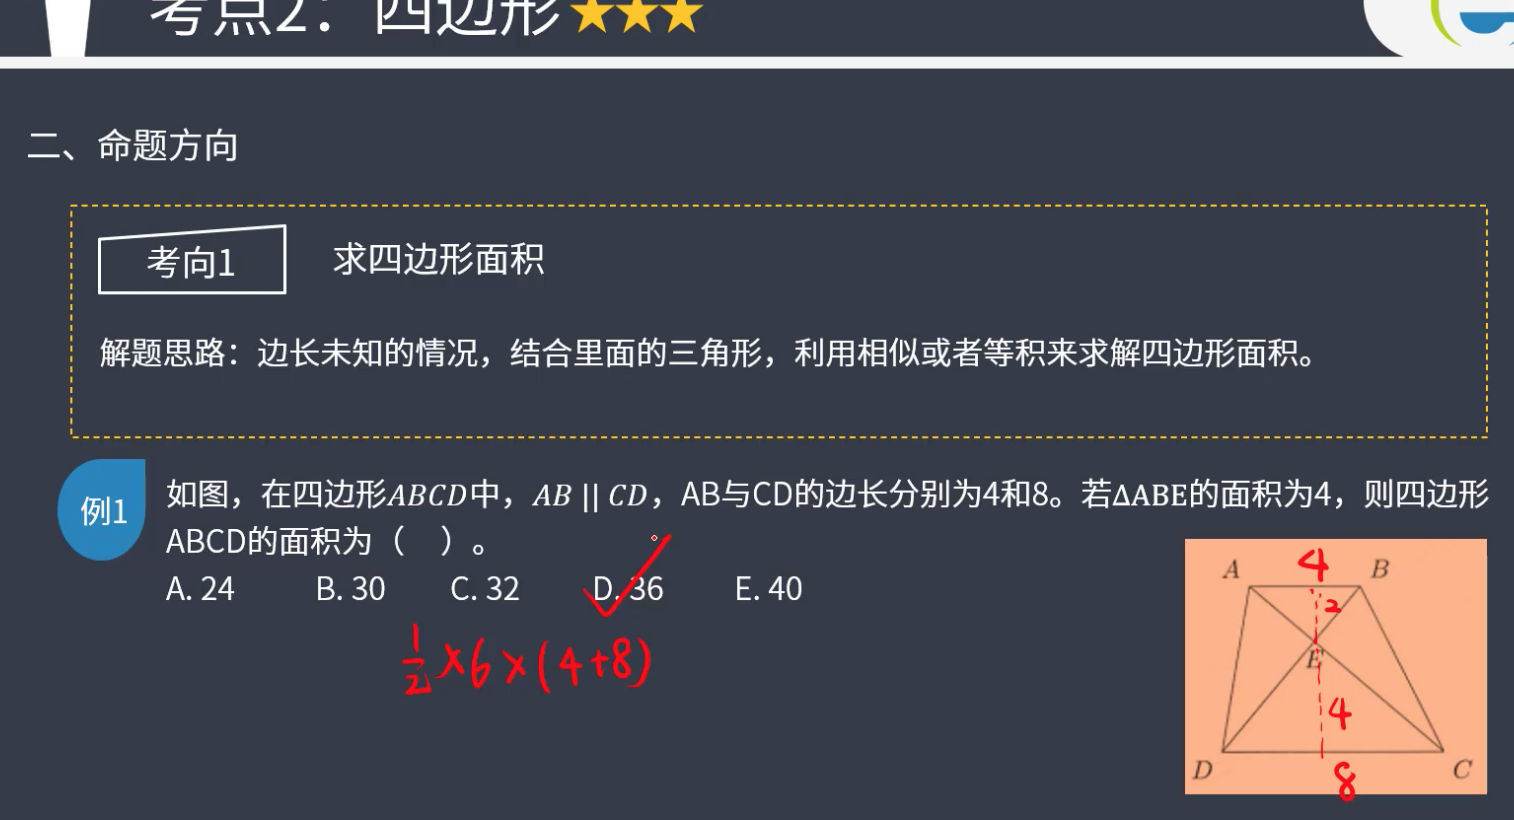 考点2：四边形
二、命题方向
考向1
求四边形面积
解题思路：边长未知的情况，结合里面的三角形，利用相似或者等积来求解四边形面积。
例1
如图，在四边形ABCD中，AB || CD，AB与CD的边长分别为4和8。若ΔABE的面积为4，则四边形
ABCD的面积为（ ）。
A. 24 B. 30 C. 32 D. 36 E. 40
1/2×6×(4+8)
A 4 B
2
E
4
D 8 C